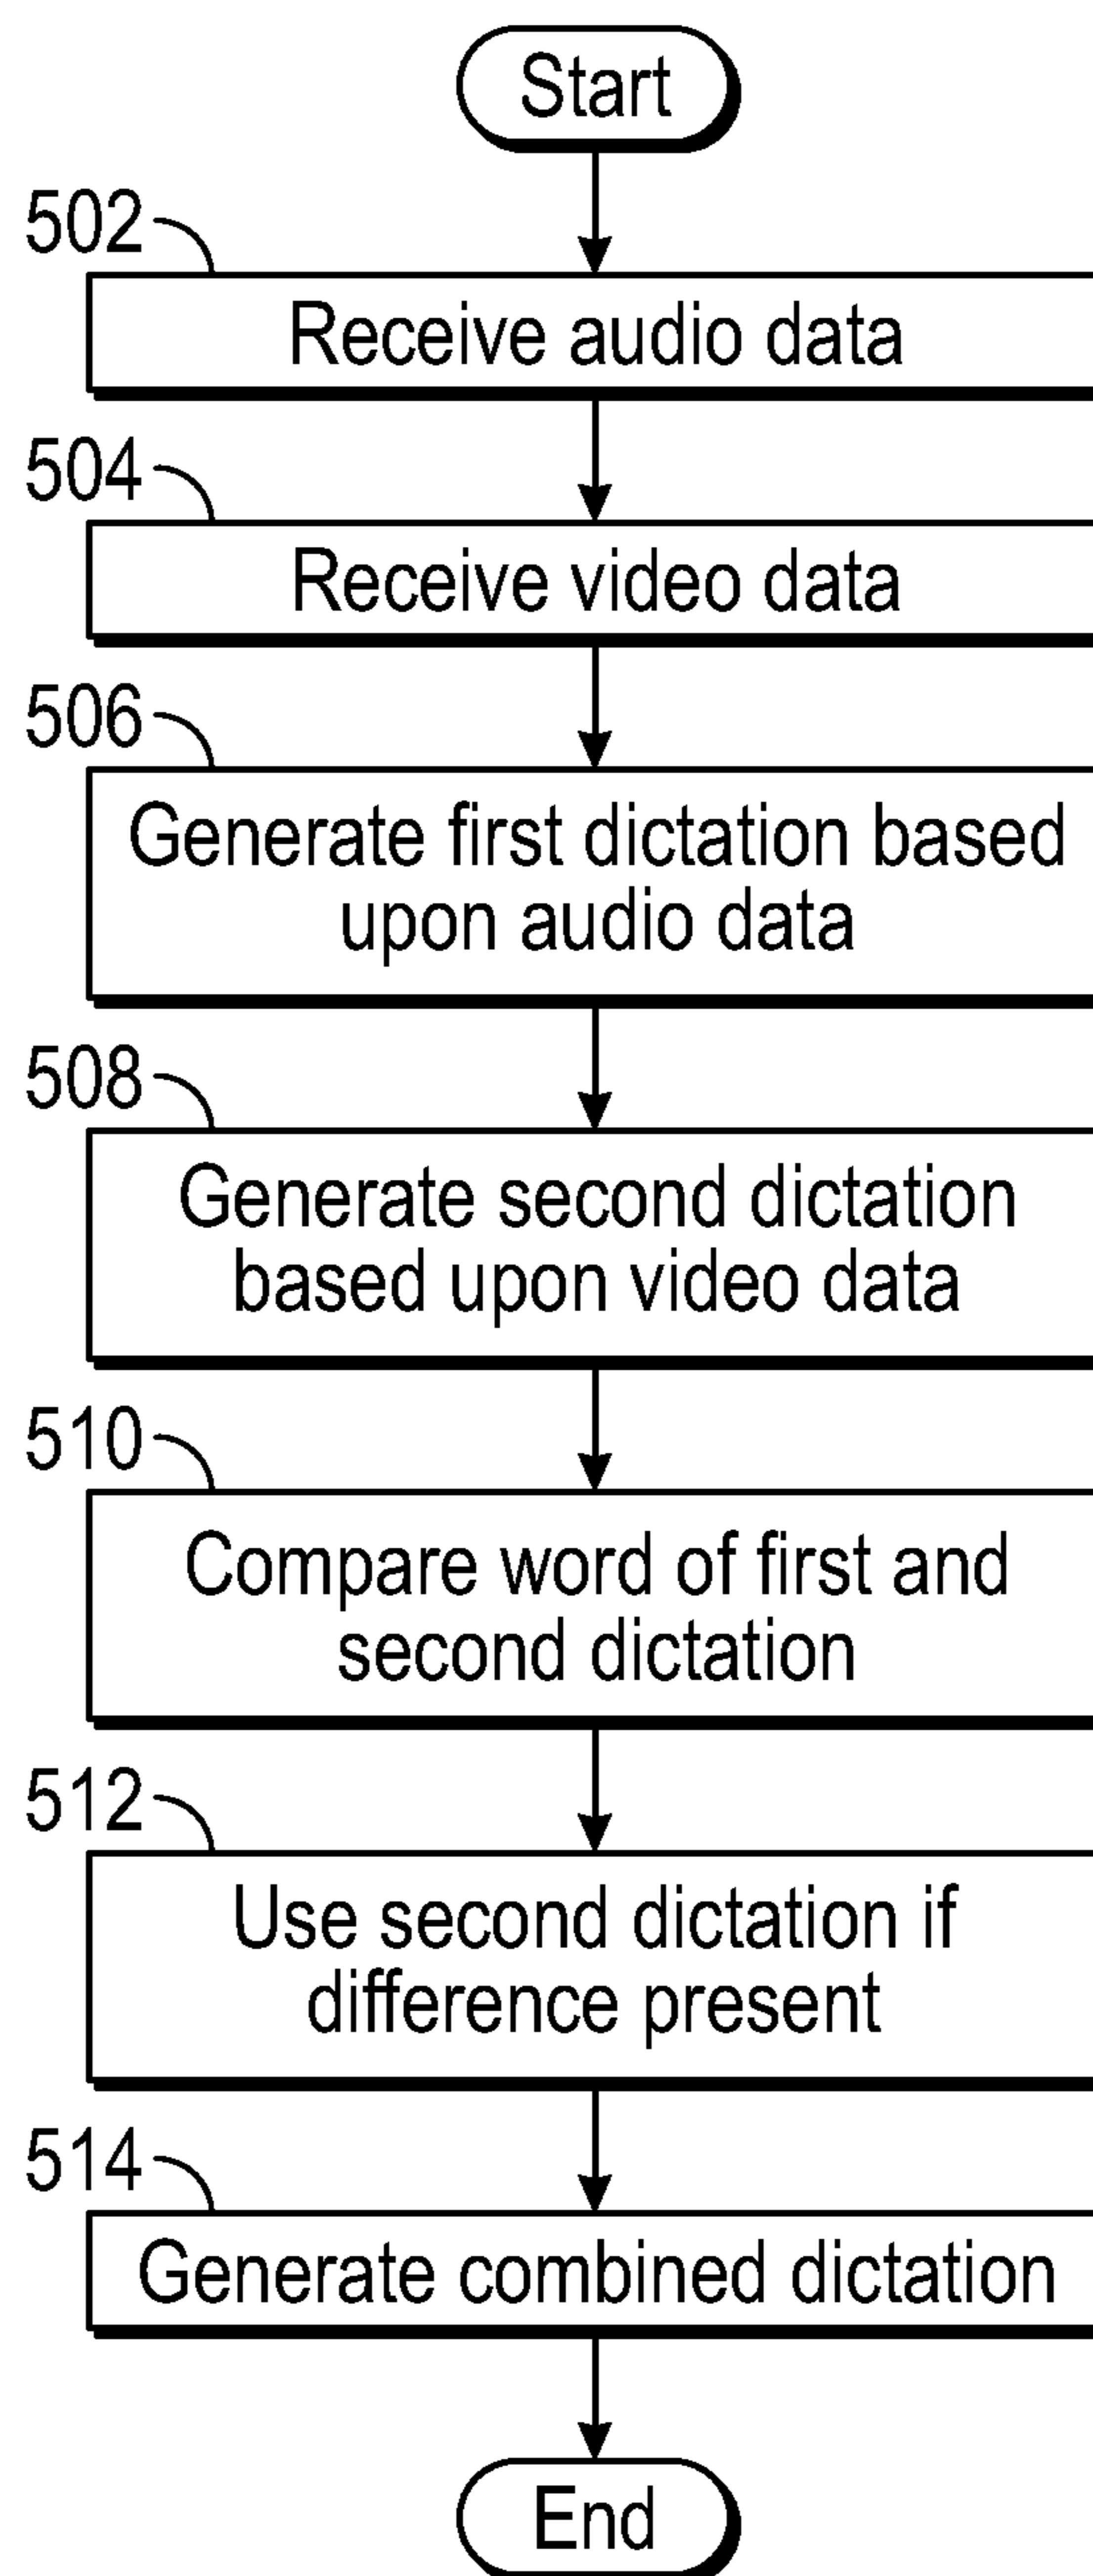 Start
502
Receive audio data
504
Receive video data
506
Generate first dictation based
upon audio data
508
Generate second dictation
based upon video data
510
Compare word of first and
second dictation
512
Use second dictation if
difference present
514
Generate combined dictation
End